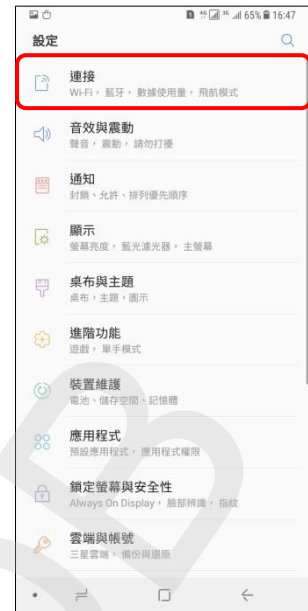 65% 16:47
設定
連接
Wi-Fi, 藍牙, 數據使用量, 飛航模式
音效與震動
聲音, 震動, 請勿打擾
通知
封鎖、允許、排列優先順序
顯示
螢幕亮度, 藍光濾光器, 主螢幕
桌布與主題
桌布, 主題, 圖示
進階功能
遊戲, 單手模式
裝置維護
電池、儲存空間、記憶體
應用程式
預設應用程式, 應用程式權限
鎖定螢幕與安全性
Always On Display, 臉部辨識, 指紋
雲端與帳號
三星雲端, 備份與還原